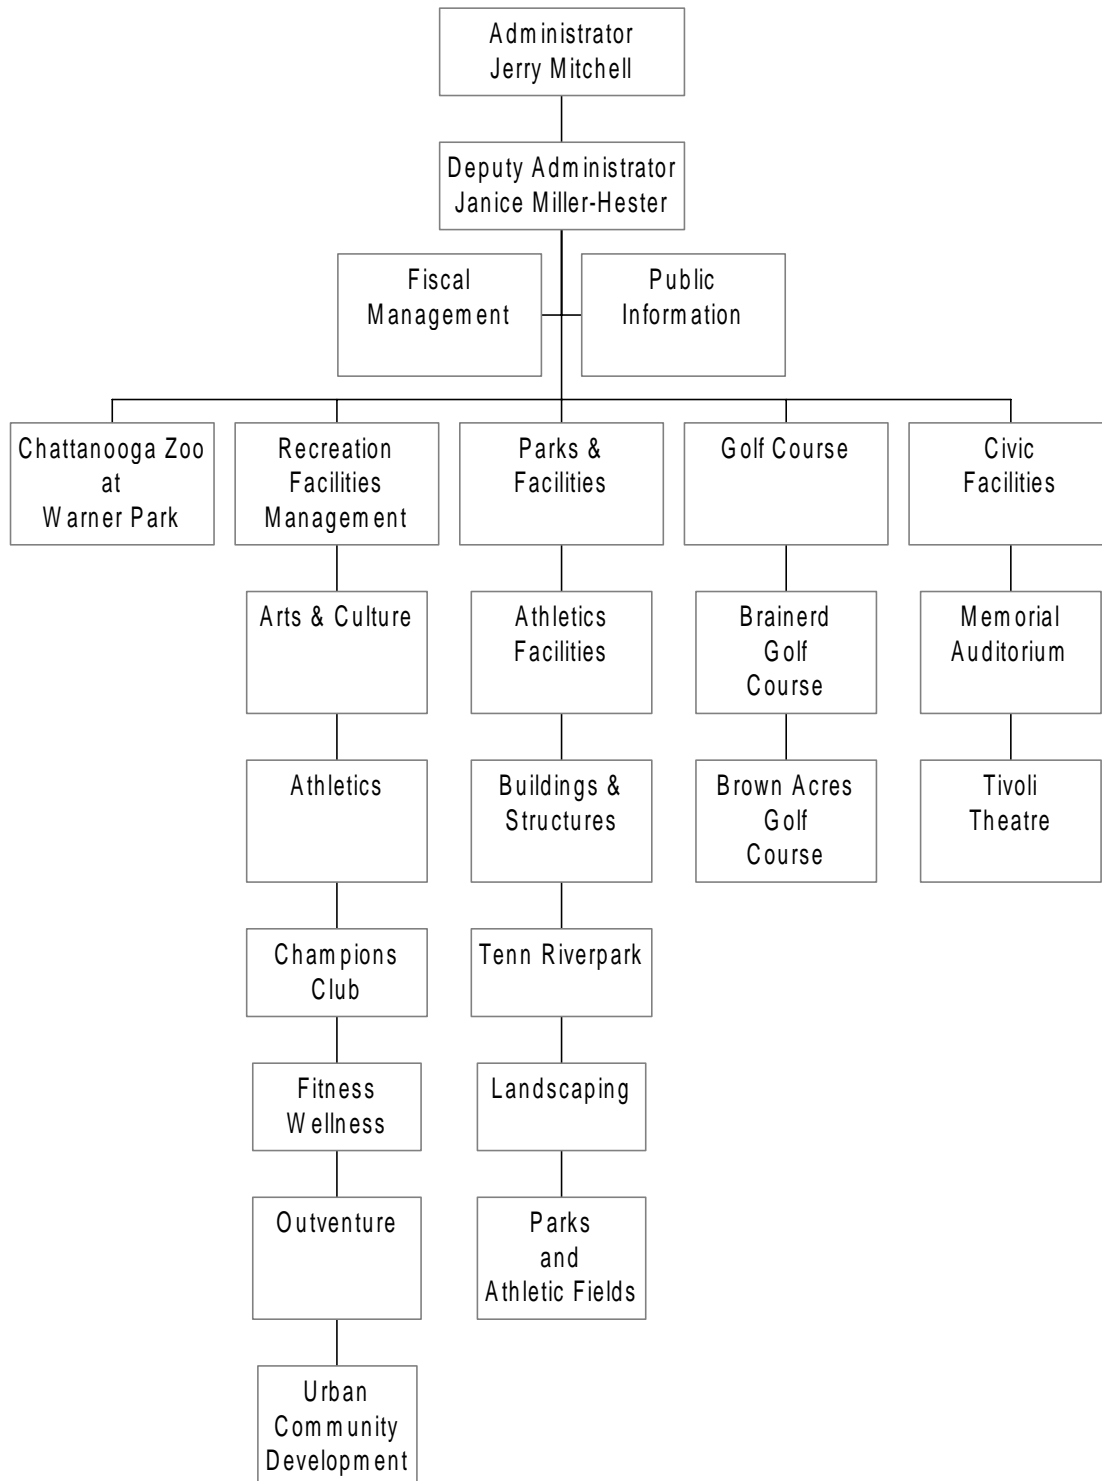 Administrator
Jerry Mitchell
Deputy Administrator
Janice Miller-Hester
Fiscal
Management
Public
Information
Chattanooga Zoo
at
Warner Park
Recreation
Facilities
Management
Parks &
Facilities
Golf Course
Civic
Facilities
Arts & Culture
Athletics
Facilities
Brainerd
Golf
Course
Memorial
Auditorium
Athletics
Buildings &
Structures
Brown Acres
Golf
Course
Tivoli
Theatre
Champions
Club
Tenn Riverpark
Fitness
Wellness
Landscaping
Outventure
Parks
and
Athletic Fields
Urban
Community
Development